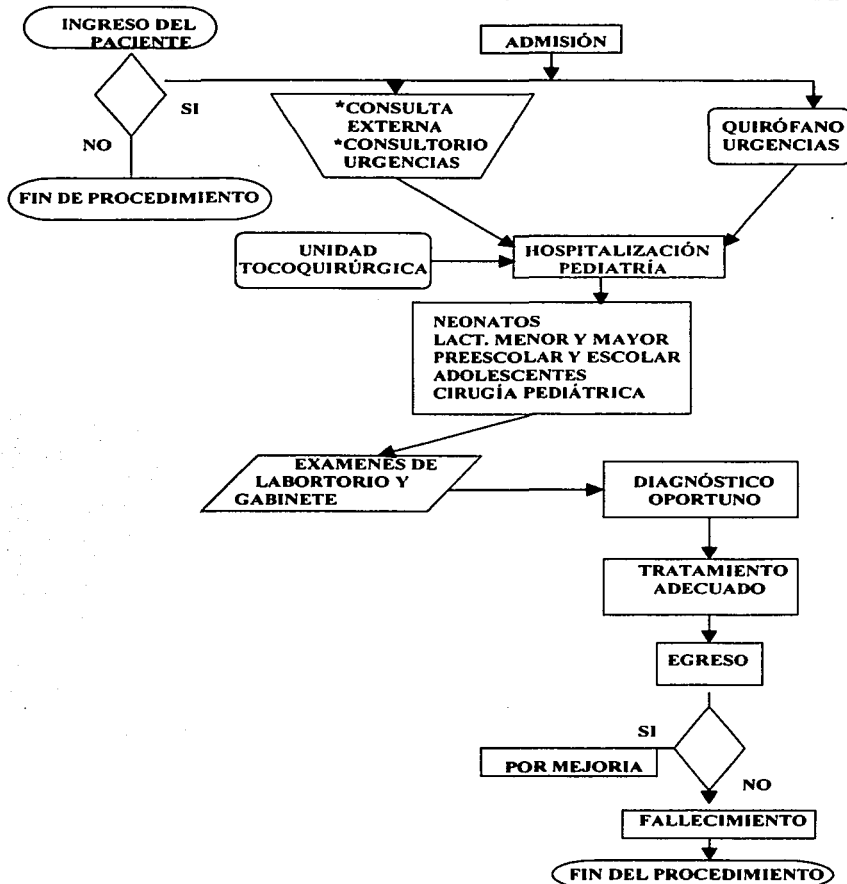 INGRESO DEL
PACIENTE
ADMISIÓN
SI
NO
*CONSULTA
EXTERNA
*CONSULTORIO
URGENCIAS
QUIRÓFANO
URGENCIAS
FIN DE PROCEDIMIENTO
UNIDAD
TOCOQUIRÚRGICA
HOSPITALIZACIÓN
PEDIATRÍA
NEONATOS
LACT. MENOR Y MAYOR
PREESCOLAR Y ESCOLAR
ADOLESCENTES
CIRUGÍA PEDIÁTRICA
EXAMENES DE
LABORTORIO Y
GABINETE
DIAGNÓSTICO
OPORTUNO
TRATAMIENTO
ADECUADO
EGRESO
SI
POR MEJORIA
NO
FALLECIMIENTO
FIN DEL PROCEDIMIENTO